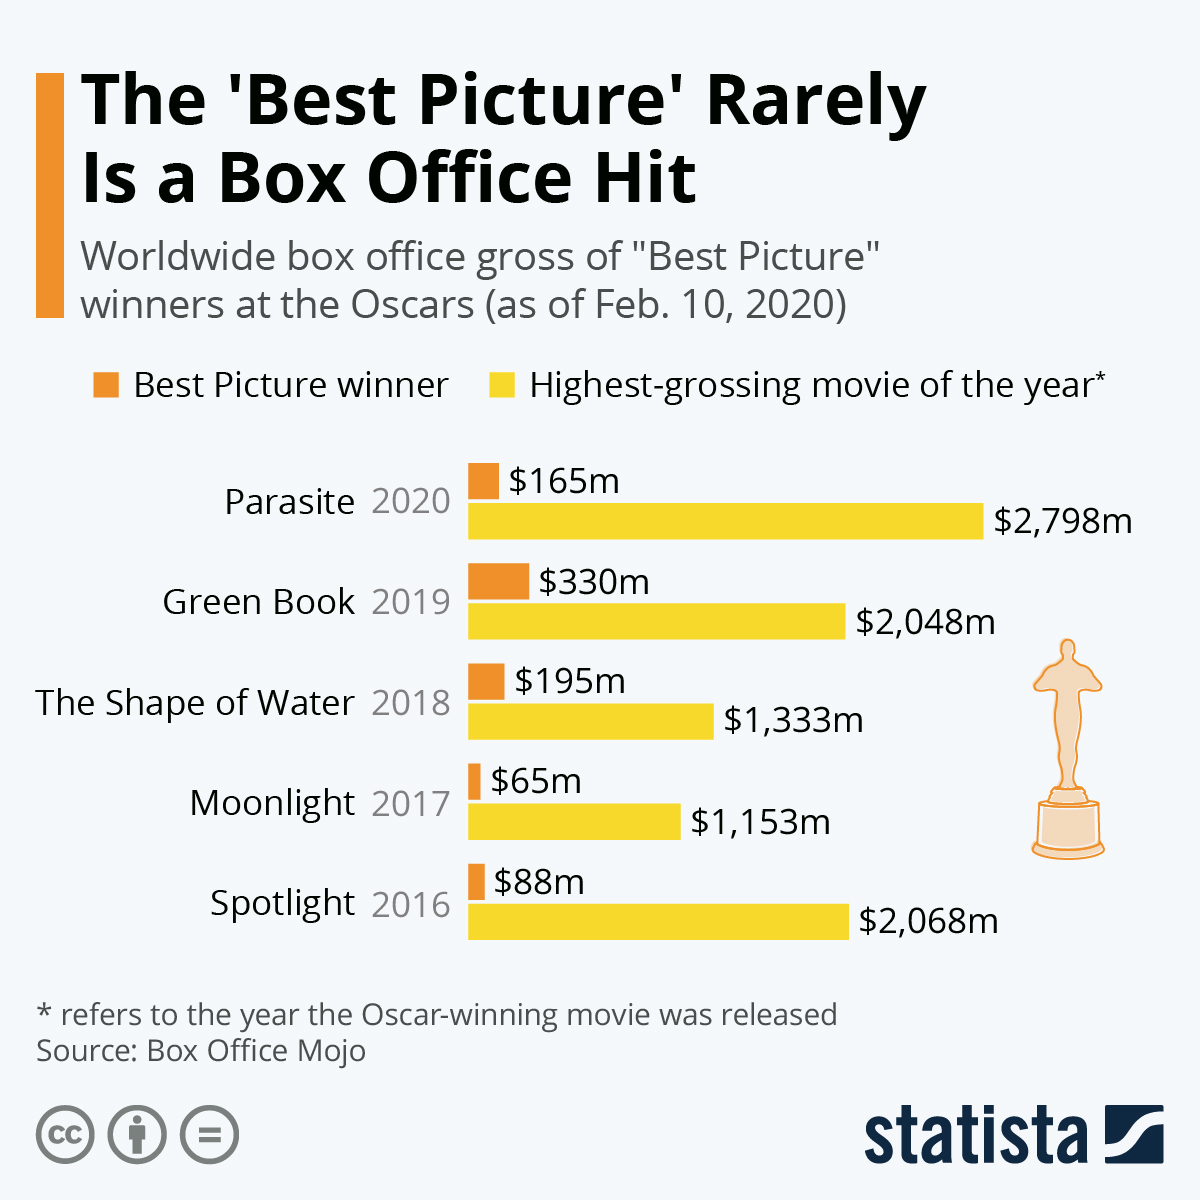 The 'Best Picture' Rarely
Is a Box Office Hit
Worldwide box office gross of "Best Picture"
winners at the Oscars (as of Feb. 10, 2020)
Best Picture winner Highest-grossing movie of the year*
Parasite 2020 $165m
$2,798m
Green Book 2019 $330m
$2,048m
The Shape of Water 2018 $195m
$1,333m
Moonlight 2017 $65m
$1,153m
Spotlight 2016 $88m
$2,068m
* refers to the year the Oscar-winning movie was released
Source: Box Office Mojo
cc =
statista